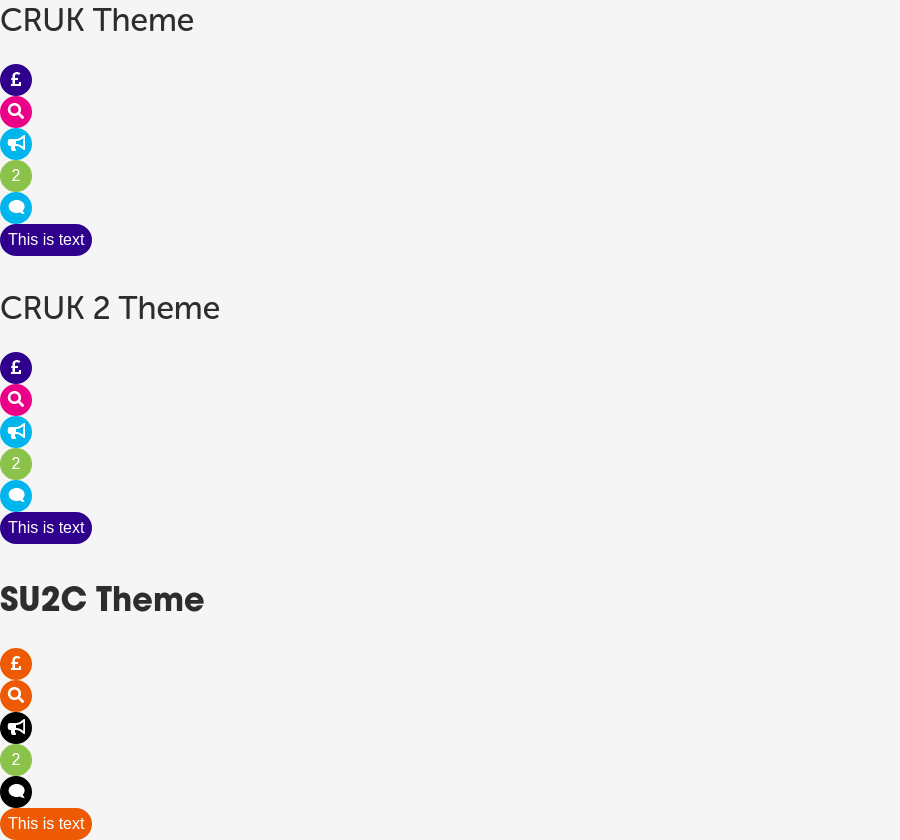 CRUK Theme
£
2
This is text
CRUK 2 Theme
£
2
This is text
SU2C Theme
£
2
This is text